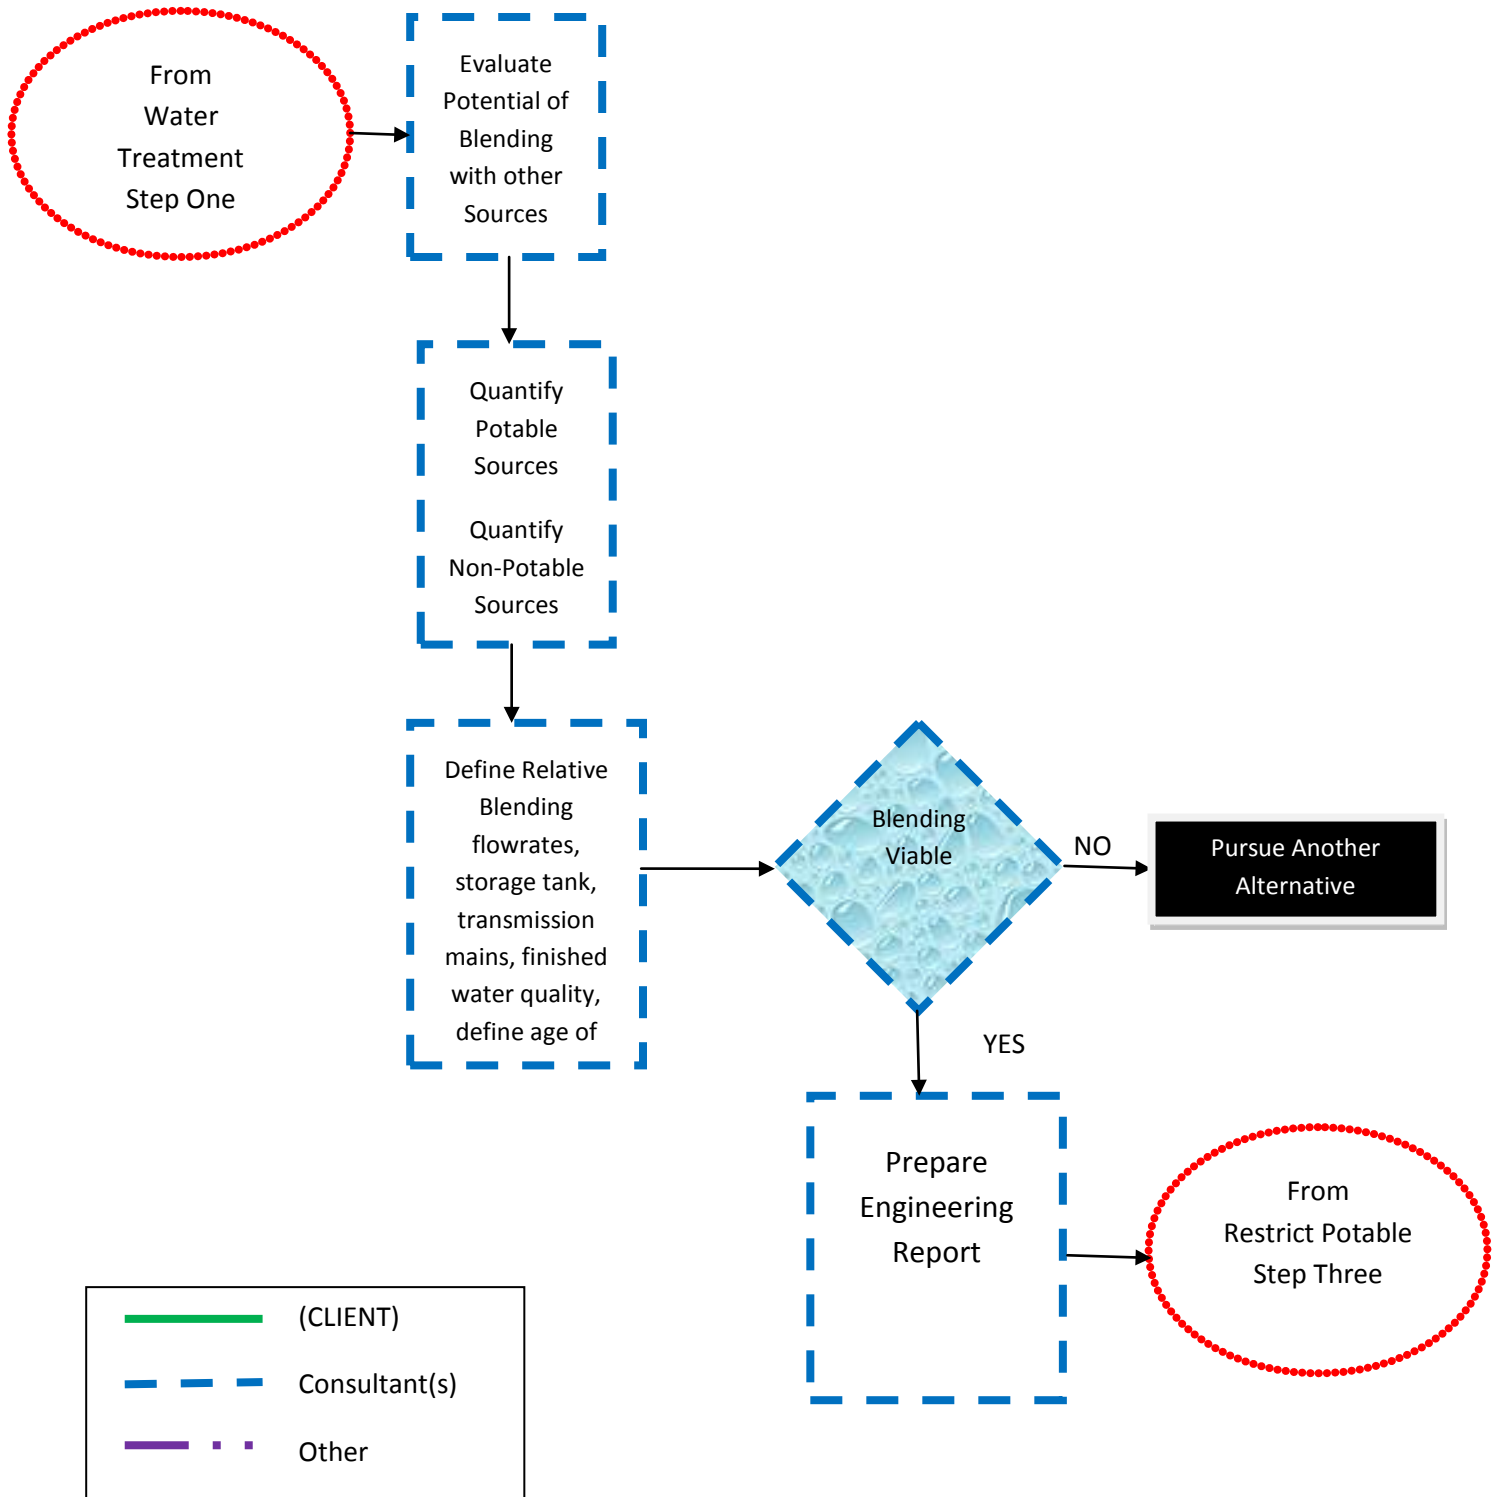 From
Water
Treatment
Step One
Evaluate
Potential of
Blending
with other
Sources
Quantify
Potable
Sources
Quantify
Non-Potable
Sources
Define Relative
Blending
flowrates,
storage tank,
transmission
mains, finished
water quality,
define age of
Blending
Viable
NO
Pursue Another
Alternative
YES
Prepare
Engineering
Report
From
Restrict Potable
Step Three
(CLIENT)
Consultant(s)
Other